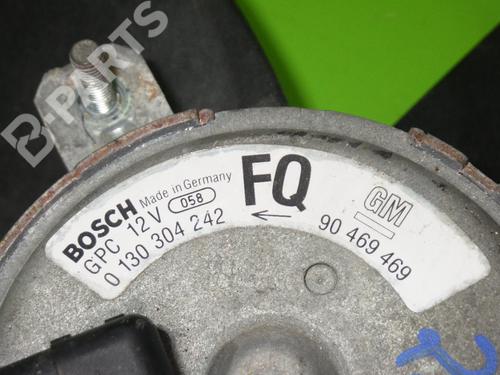 B-PARTS
BOSCH Made in Germany
GPC 12 V 058
0 130 304 242
FQ
GM
90 469 469